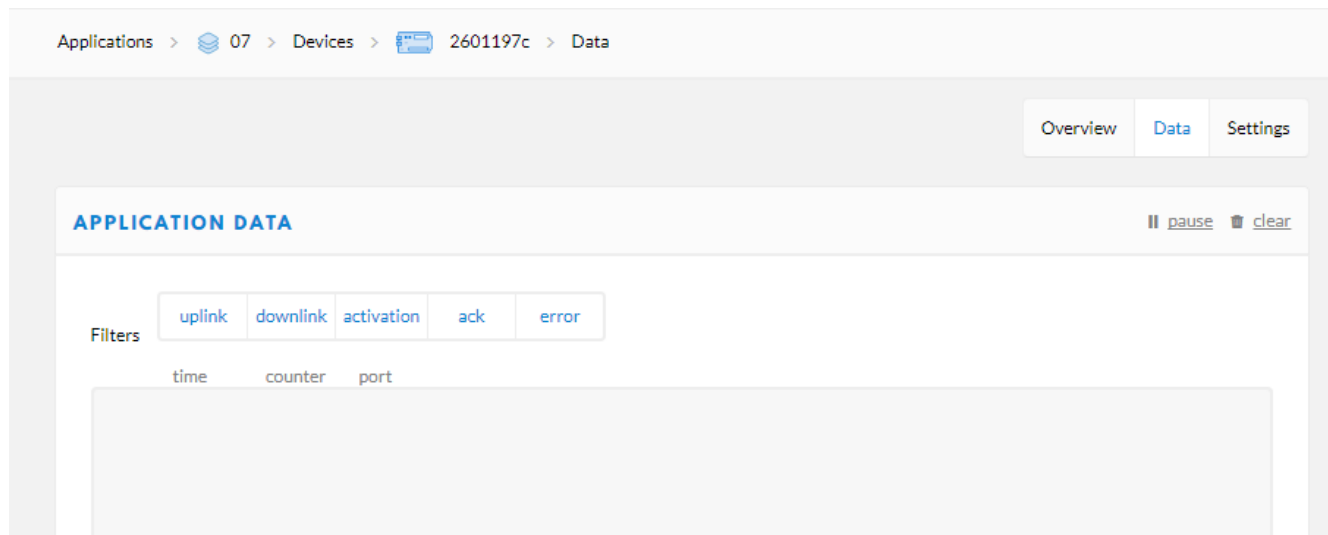 Applications > 07 > Devices > 2601197c > Data
Overview Data Settings
APPLICATION DATA
pause clear
Filters uplink downlink activation ack error
time counter port